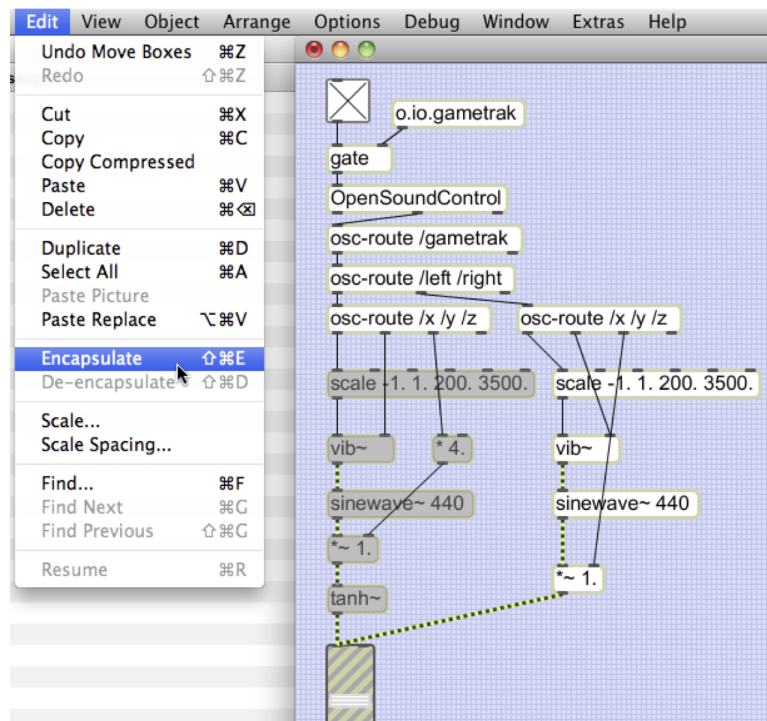 Edit View Object Arrange Options Debug Window Extras Help
Undo Move Boxes ⌘Z
Redo ⇧⌘Z
Cut ⌘X
Copy ⌘C
Copy Compressed
Paste ⌘V
Delete ⌘⌫
Duplicate ⌘D
Select All ⌘A
Paste Picture
Paste Replace ⌥⌘V
Encapsulate ⇧⌘E
De-encapsulate ⇧⌘D
Scale...
Scale Spacing...
Find... ⌘F
Find Next ⌘G
Find Previous ⇧⌘G
Resume ⌘R
o.io.gametrak
gate
OpenSoundControl
osc-route /gametrak
osc-route /left /right
osc-route /x /y /z
osc-route /x /y /z
scale -1. 1. 200. 3500.
scale -1. 1. 200. 3500.
vib~
* 4.
vib~
sinewave~ 440
sinewave~ 440
*~ 1.
*~ 1.
tanh~